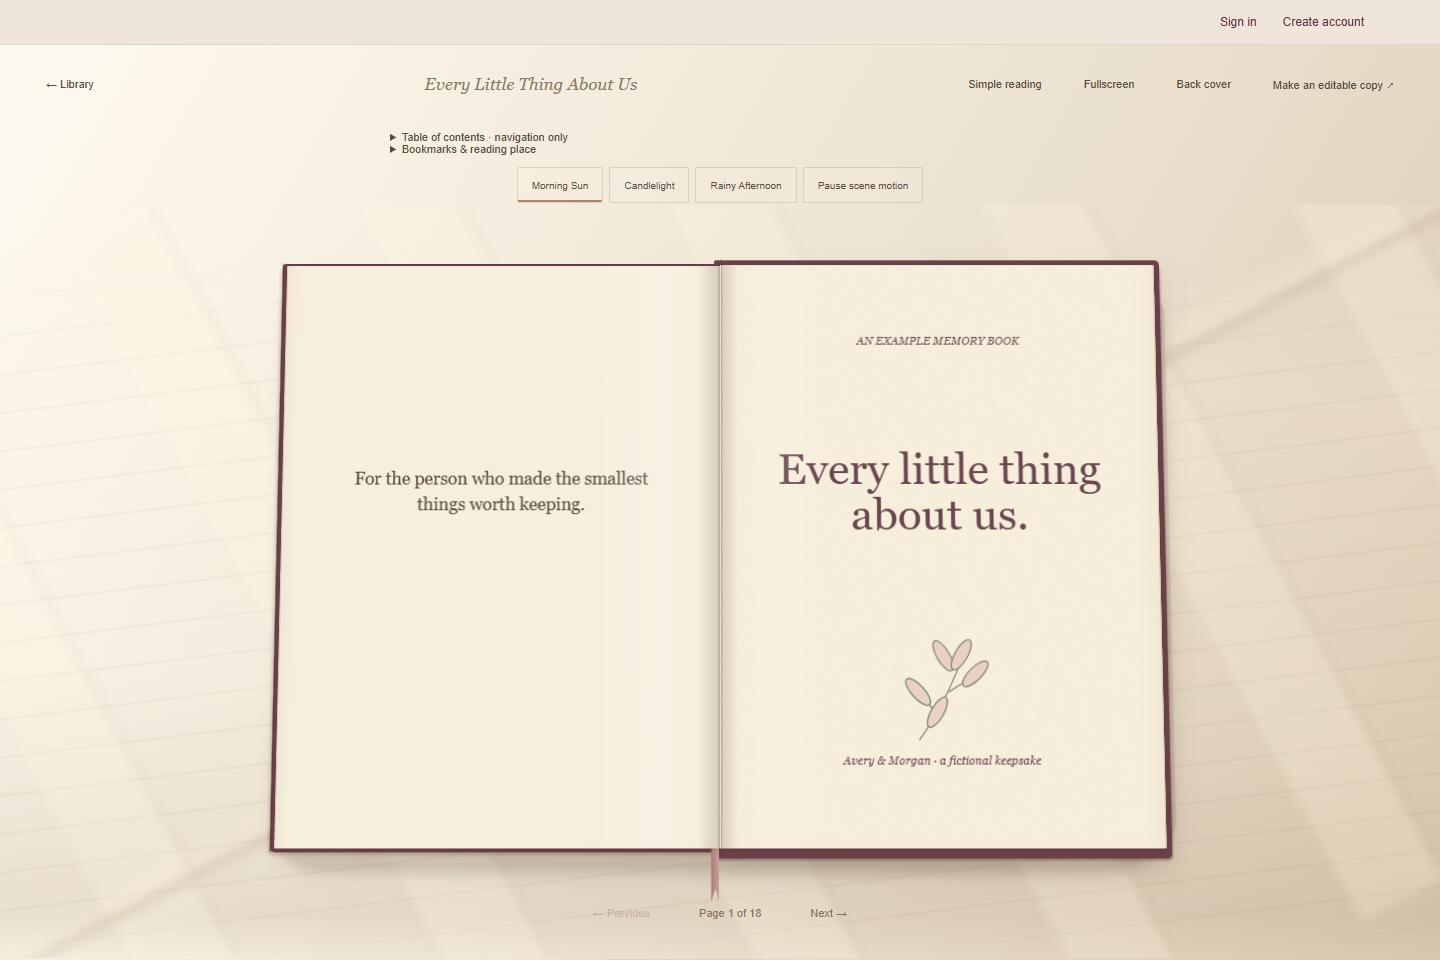 Sign in
Create account
← Library
Every Little Thing About Us
Simple reading
Fullscreen
Back cover
Make an editable copy ↗
▶ Table of contents · navigation only
▶ Bookmarks & reading place
Morning Sun
Candlelight
Rainy Afternoon
Pause scene motion
For the person who made the smallest
things worth keeping.
AN EXAMPLE MEMORY BOOK
Every little thing
about us.
Avery & Morgan · a fictional keepsake
← Previous
Page 1 of 18
Next →